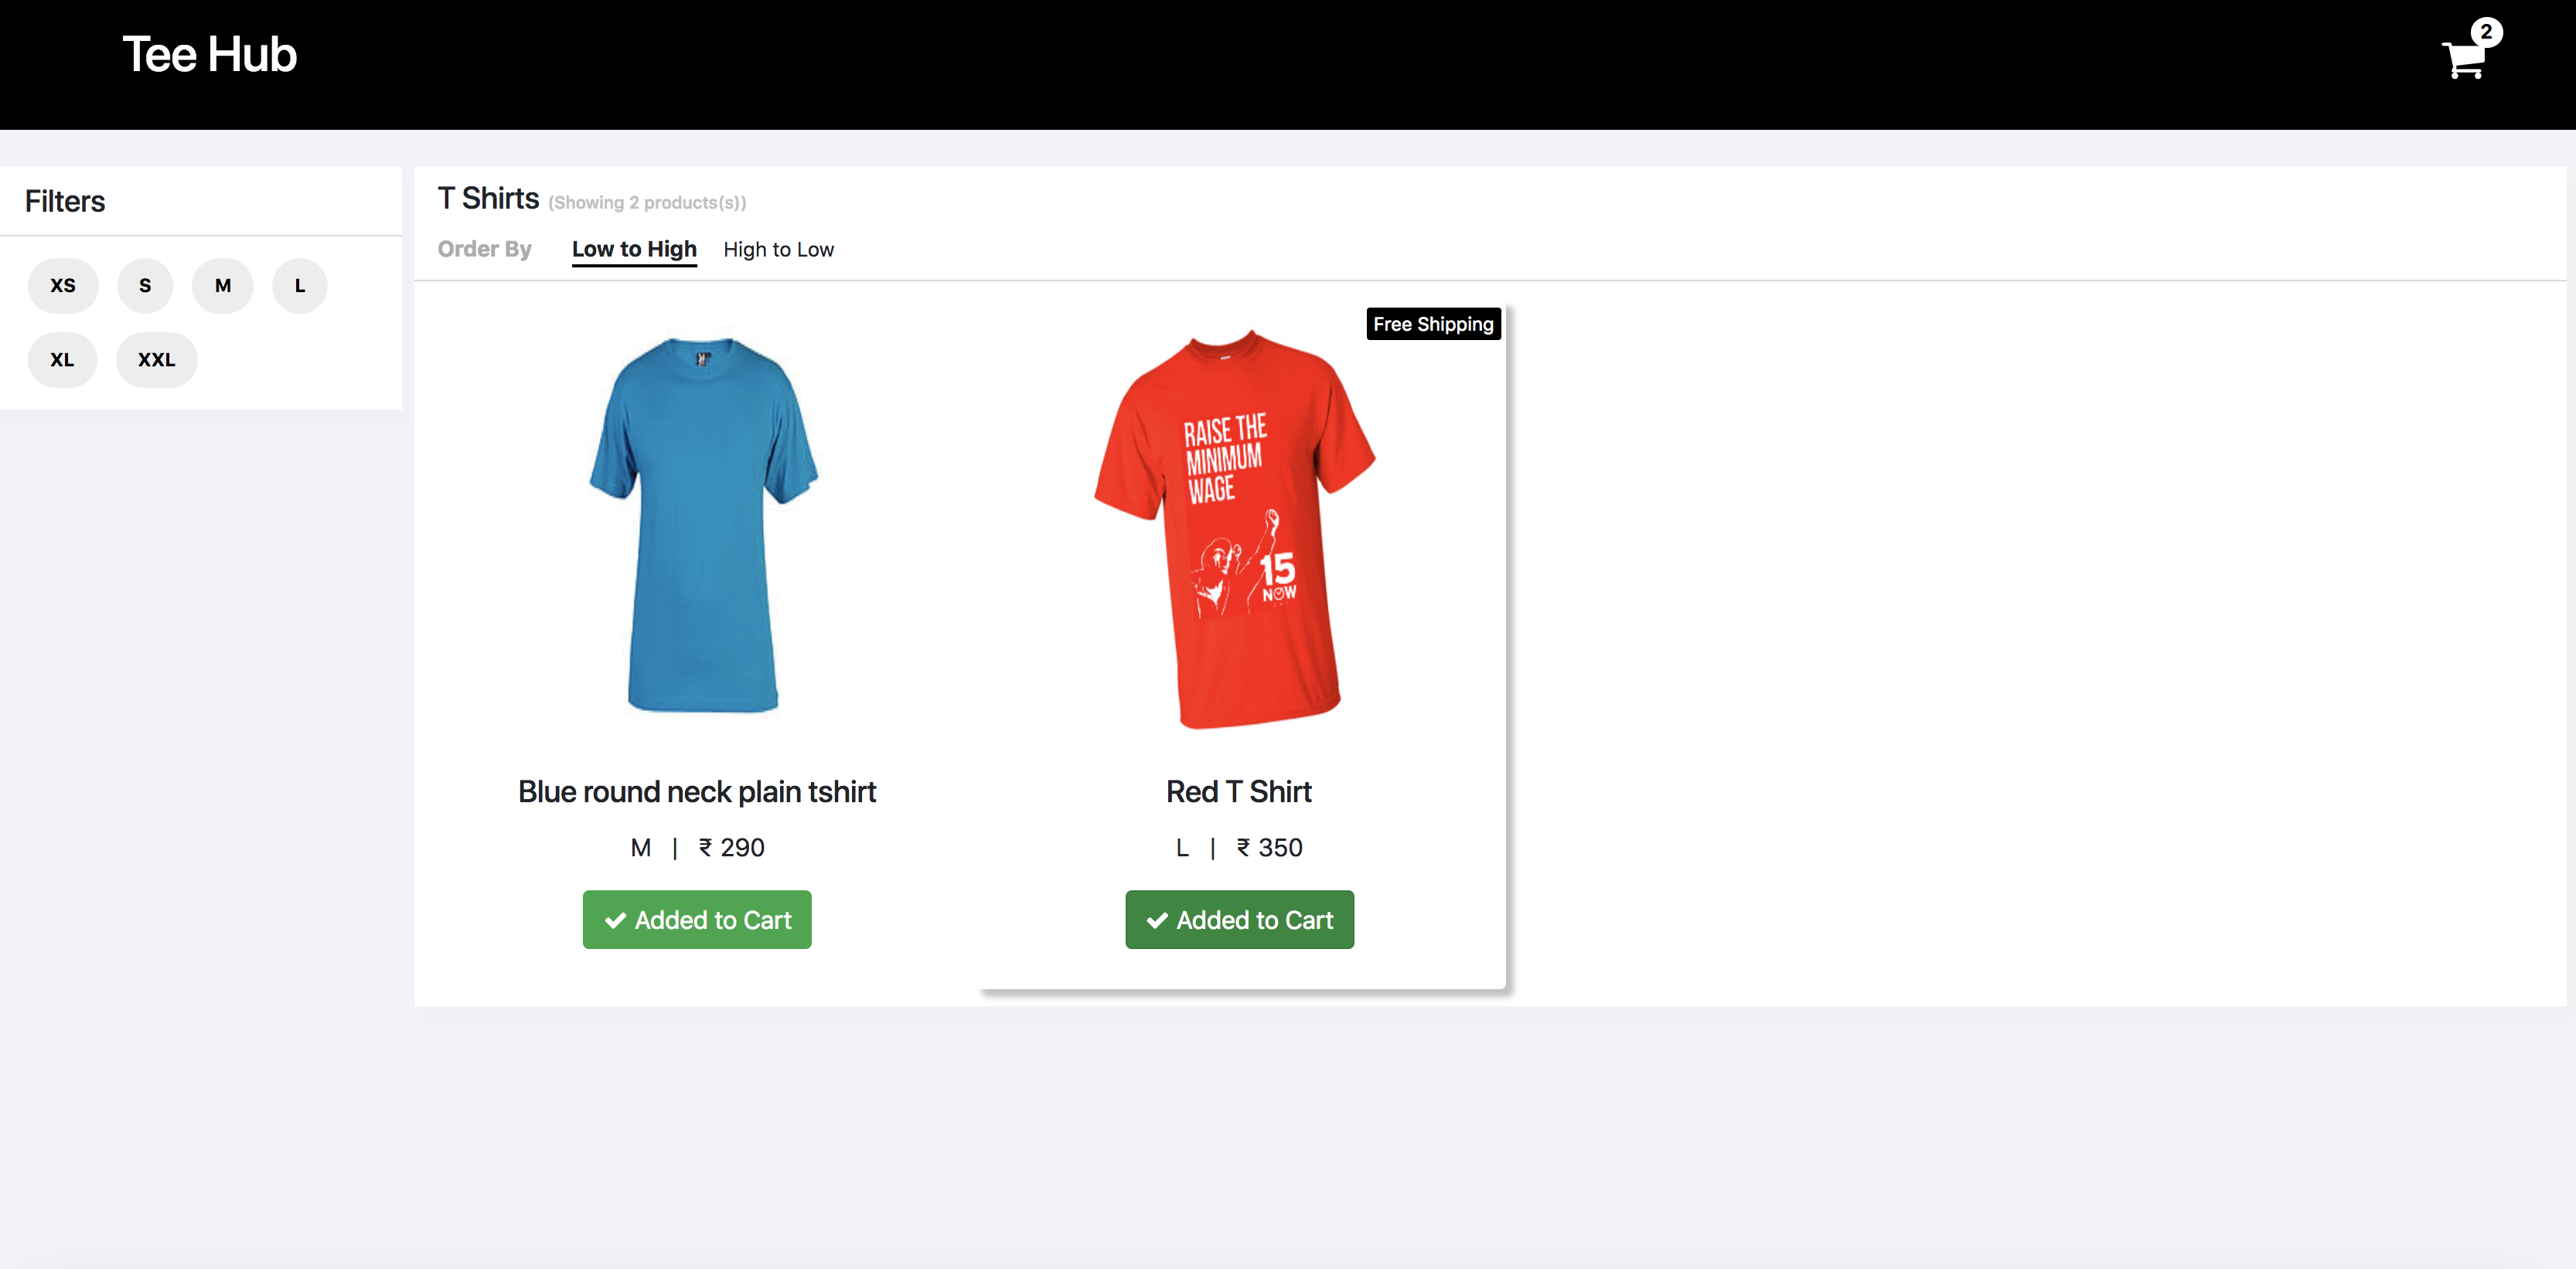 Tee Hub
2
Filters
XS S M L
XL XXL
T Shirts (Showing 2 products(s))
Order By Low to High High to Low
Free Shipping
RAISE THE
MINIMUM
WAGE
15
NOW
Blue round neck plain tshirt
M | ₹ 290
Added to Cart
Red T Shirt
L | ₹ 350
Added to Cart